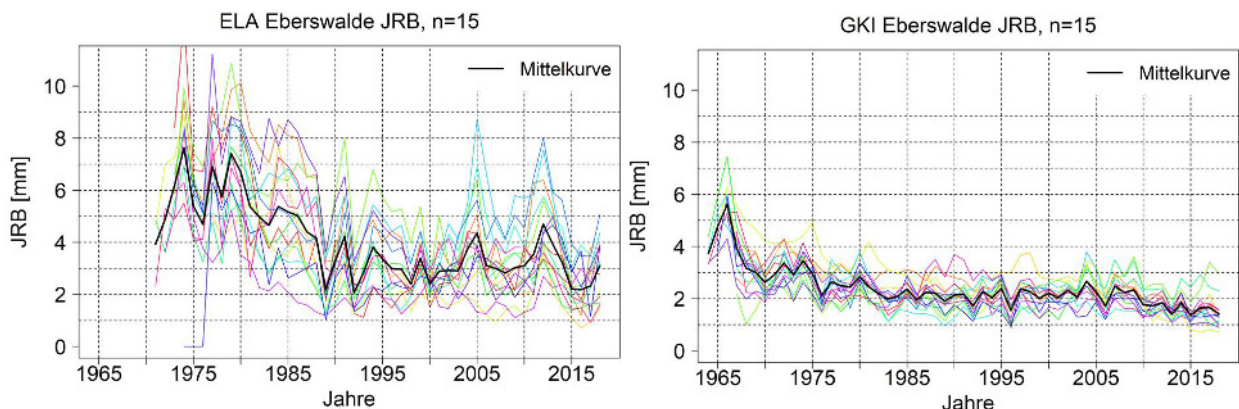 ELA Eberswalde JRB, n=15
Mittelkurve
JRB [mm]
10
8
6
4
2
0
1965 1975 1985 1995 2005 2015
Jahre
GKI Eberswalde JRB, n=15
Mittelkurve
JRB [mm]
10
8
6
4
2
0
1965 1975 1985 1995 2005 2015
Jahre